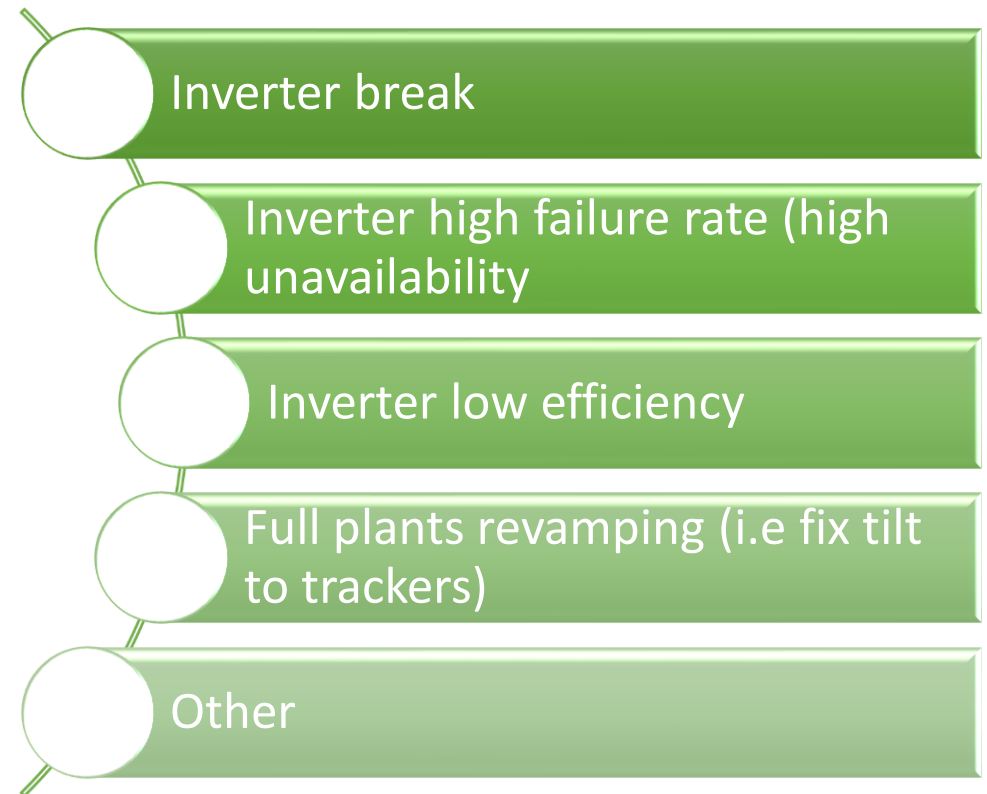 Inverter break
Inverter high failure rate (high
unavailability
Inverter low efficiency
Full plants revamping (i.e fix tilt
to trackers)
Other